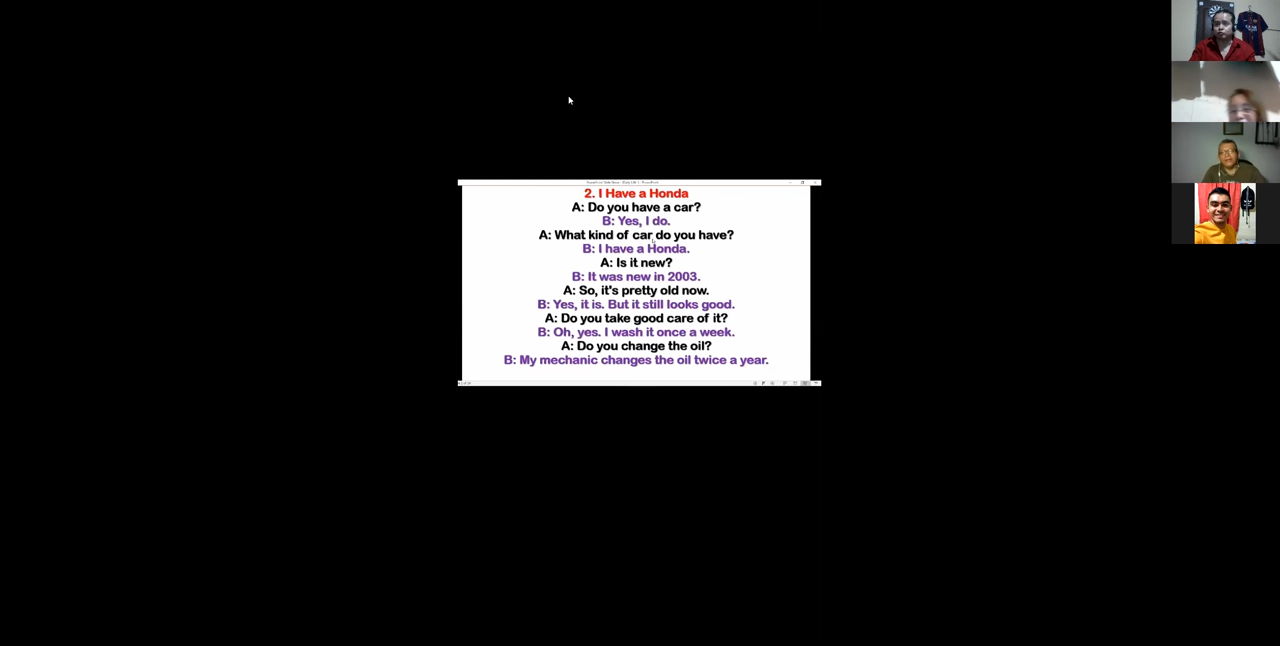 2. I Have a Honda
A: Do you have a car?
B: Yes, I do.
A: What kind of car do you have?
B: I have a Honda.
A: Is it new?
B: It was new in 2003.
A: So, it's pretty old now.
B: Yes, it is. But it still looks good.
A: Do you take good care of it?
B: Oh, yes. I wash it once a week.
A: Do you change the oil?
B: My mechanic changes the oil twice a year.